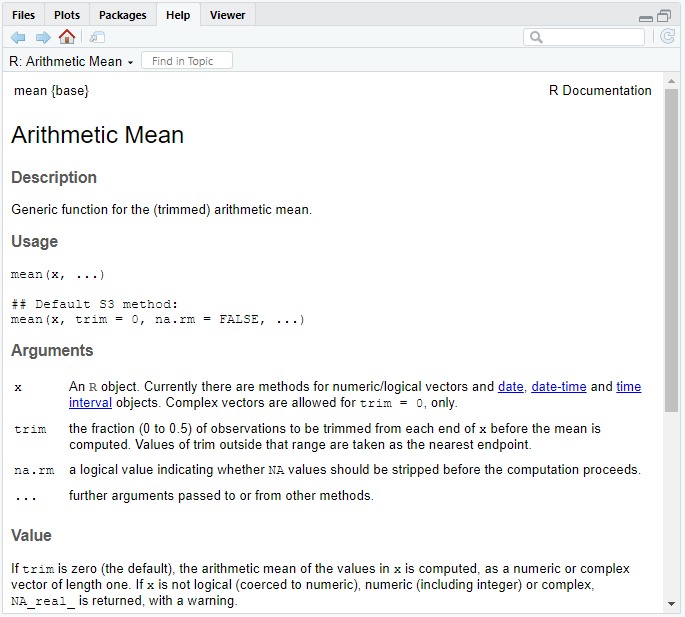 Files Plots Packages Help Viewer
R: Arithmetic Mean Find in Topic
mean {base} R Documentation
Arithmetic Mean
Description
Generic function for the (trimmed) arithmetic mean.
Usage
mean(x, ...)
## Default S3 method:
mean(x, trim = 0, na.rm = FALSE, ...)
Arguments
x An R object. Currently there are methods for numeric/logical vectors and date, date-time and time
interval objects. Complex vectors are allowed for trim = 0, only.
trim the fraction (0 to 0.5) of observations to be trimmed from each end of x before the mean is
computed. Values of trim outside that range are taken as the nearest endpoint.
na.rm a logical value indicating whether NA values should be stripped before the computation proceeds.
... further arguments passed to or from other methods.
Value
If trim is zero (the default), the arithmetic mean of the values in x is computed, as a numeric or complex
vector of length one. If x is not logical (coerced to numeric), numeric (including integer) or complex,
NA_real_ is returned, with a warning.